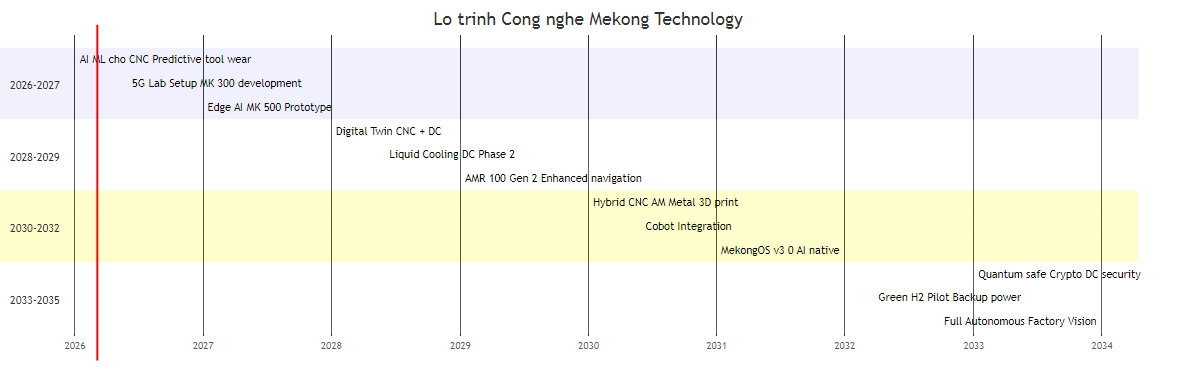 Lo trinh Cong nghe Mekong Technology
2026-2027
AI ML cho CNC Predictive tool wear
5G Lab Setup MK 300 development
Edge AI MK 500 Prototype
2028-2029
Digital Twin CNC + DC
Liquid Cooling DC Phase 2
AMR 100 Gen 2 Enhanced navigation
2030-2032
Hybrid CNC AM Metal 3D print
Cobot Integration
MekongOS v3 0 AI native
2033-2035
Quantum safe Crypto DC security
Green H2 Pilot Backup power
Full Autonomous Factory Vision
2026 2027 2028 2029 2030 2031 2032 2033 2034